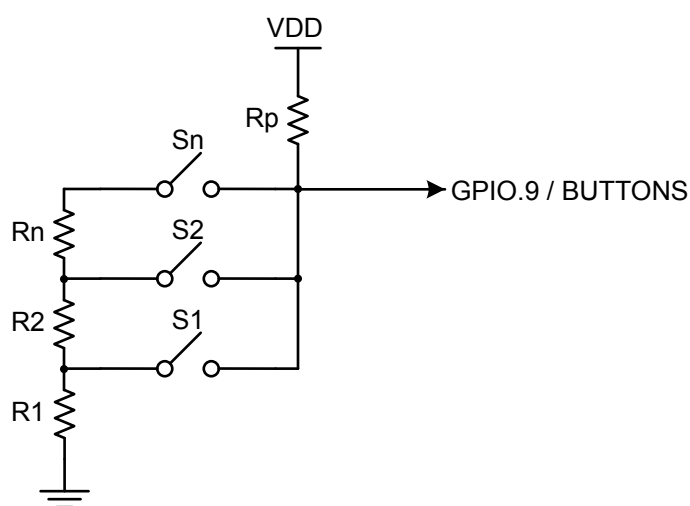 VDD
Rp
Sn
GPIO.9 / BUTTONS
Rn
S2
R2
S1
R1